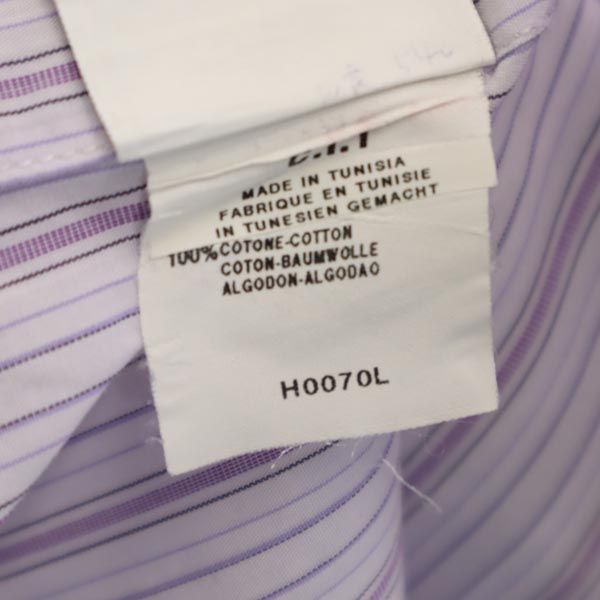 MADE IN TUNISIA
FABRIQUE EN TUNISIE
IN TUNESIEN GEMACHT
100% COTONE-COTTON
COTON-BAUMWOLLE
ALGODON-ALGODAO
H0070L